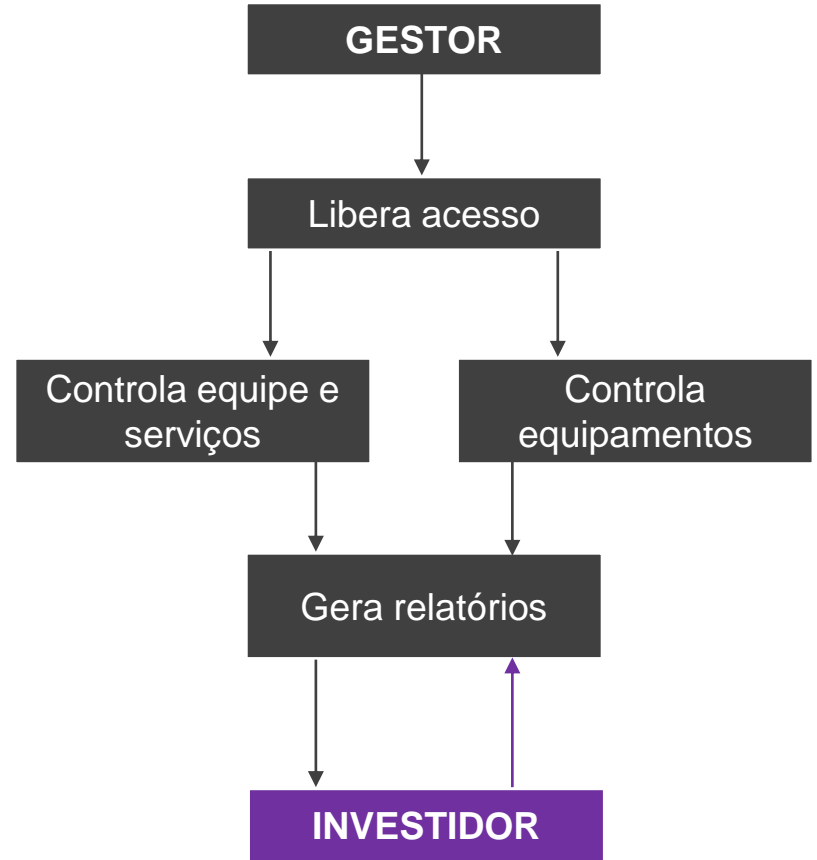 GESTOR
Libera acesso
Controla equipe e
serviços
Controla
equipamentos
Gera relatórios
INVESTIDOR